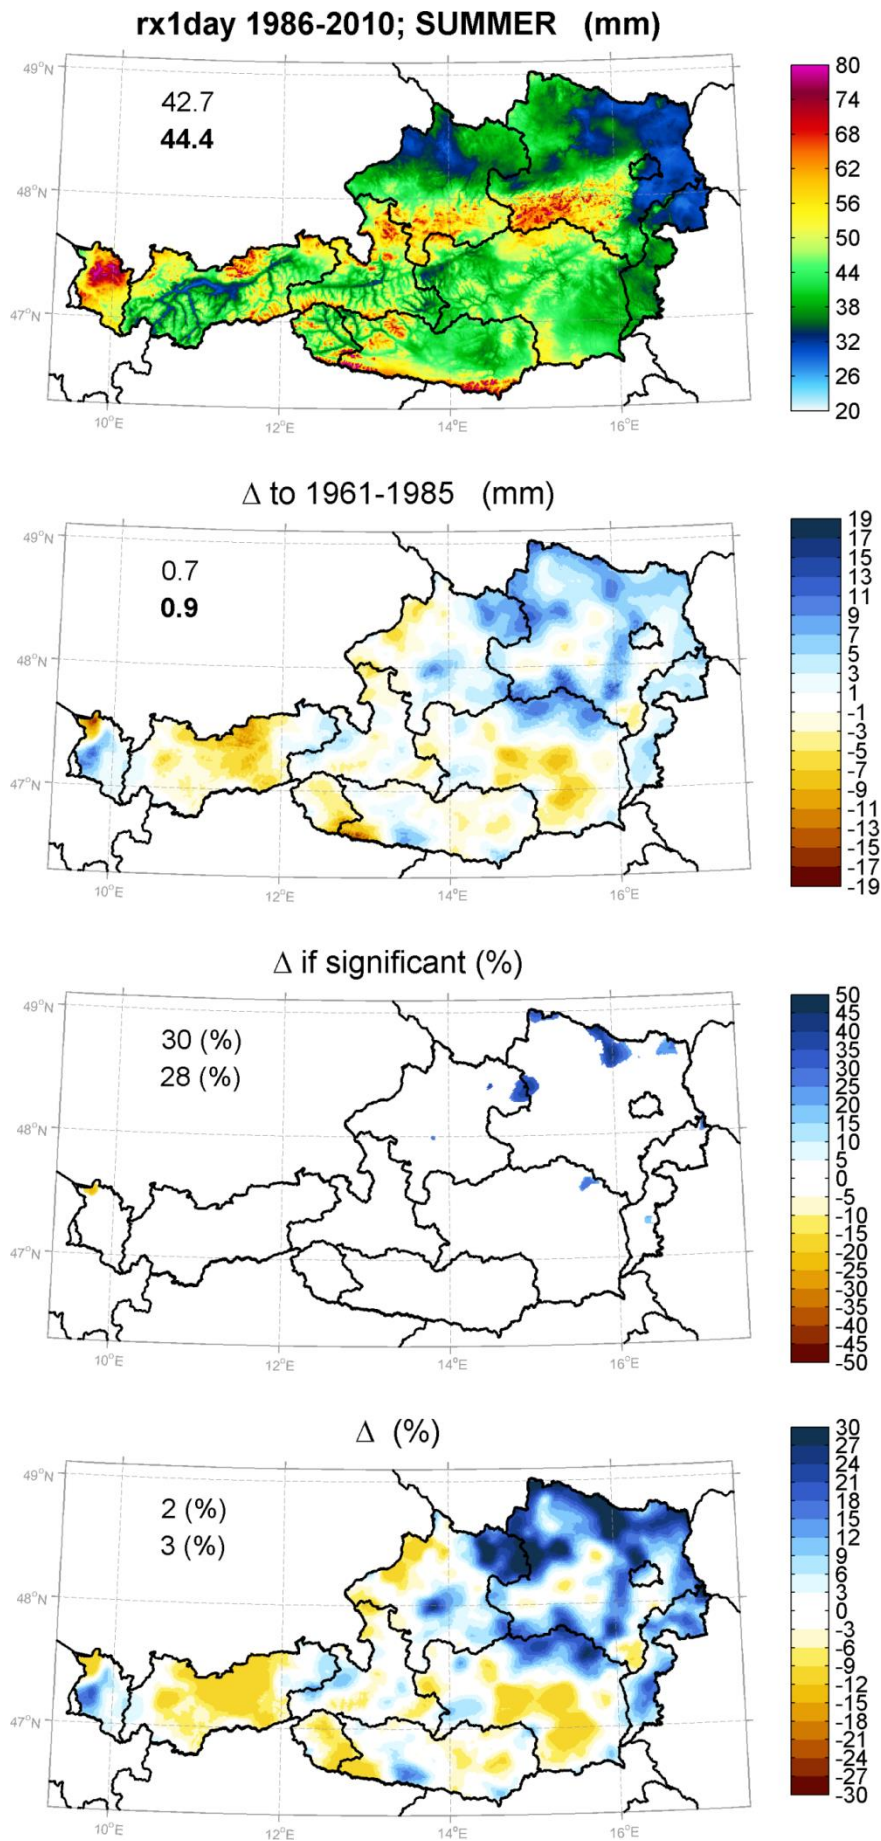 rx1day 1986-2010; SUMMER (mm)
42.7
44.4
49°N
48°N
47°N
10°E
12°E
14°E
16°E
80
74
68
62
56
50
44
38
32
26
20
Δ to 1961-1985 (mm)
0.7
0.9
49°N
48°N
47°N
10°E
12°E
14°E
16°E
19
17
15
13
11
9
7
5
3
1
-1
-3
-5
-7
-9
-11
-13
-15
-17
-19
Δ if significant (%)
30 (%)
28 (%)
49°N
48°N
47°N
10°E
12°E
14°E
16°E
50
45
40
35
30
25
20
15
10
5
0
-5
-10
-15
-20
-25
-30
-35
-40
-45
-50
Δ (%)
2 (%)
3 (%)
49°N
48°N
47°N
10°E
12°E
14°E
16°E
30
27
24
21
18
15
12
9
6
3
0
-3
-6
-9
-12
-15
-18
-21
-24
-27
-30